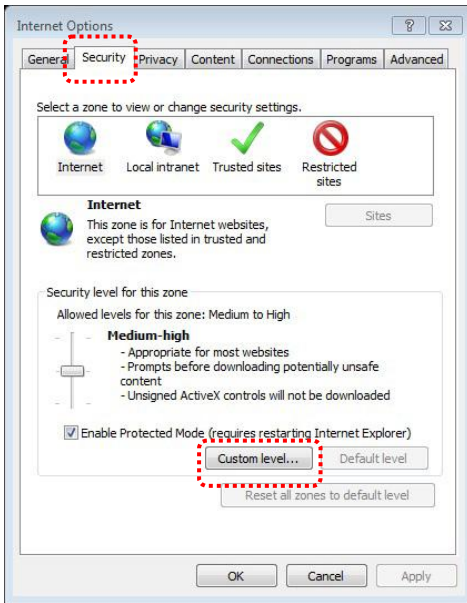 Internet Options
General Security Privacy Content Connections Programs Advanced
Select a zone to view or change security settings.
Internet Local intranet Trusted sites Restricted
sites
Internet
Sites
This zone is for Internet websites,
except those listed in trusted and
restricted zones.
Security level for this zone
Allowed levels for this zone: Medium to High
Medium-high
- Appropriate for most websites
- Prompts before downloading potentially unsafe
content
- Unsigned ActiveX controls will not be downloaded
Enable Protected Mode (requires restarting Internet Explorer)
Custom level... Default level
Reset all zones to default level
OK Cancel Apply